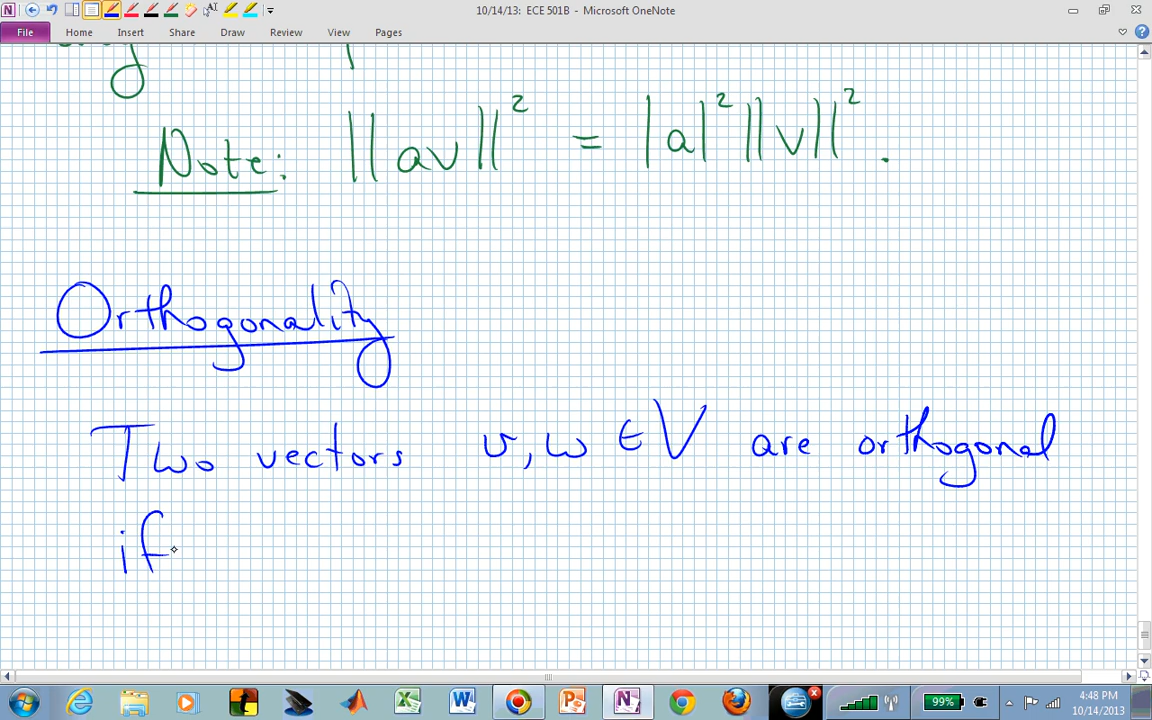 10/14/13: ECE 501B - Microsoft OneNote
File Home Insert Share Draw Review View Pages
Note: ||av||² = |a|² ||v||².
Orthogonality
Two vectors v, w ∈ V are orthogonal
if
99% 4:48 PM
10/14/2013